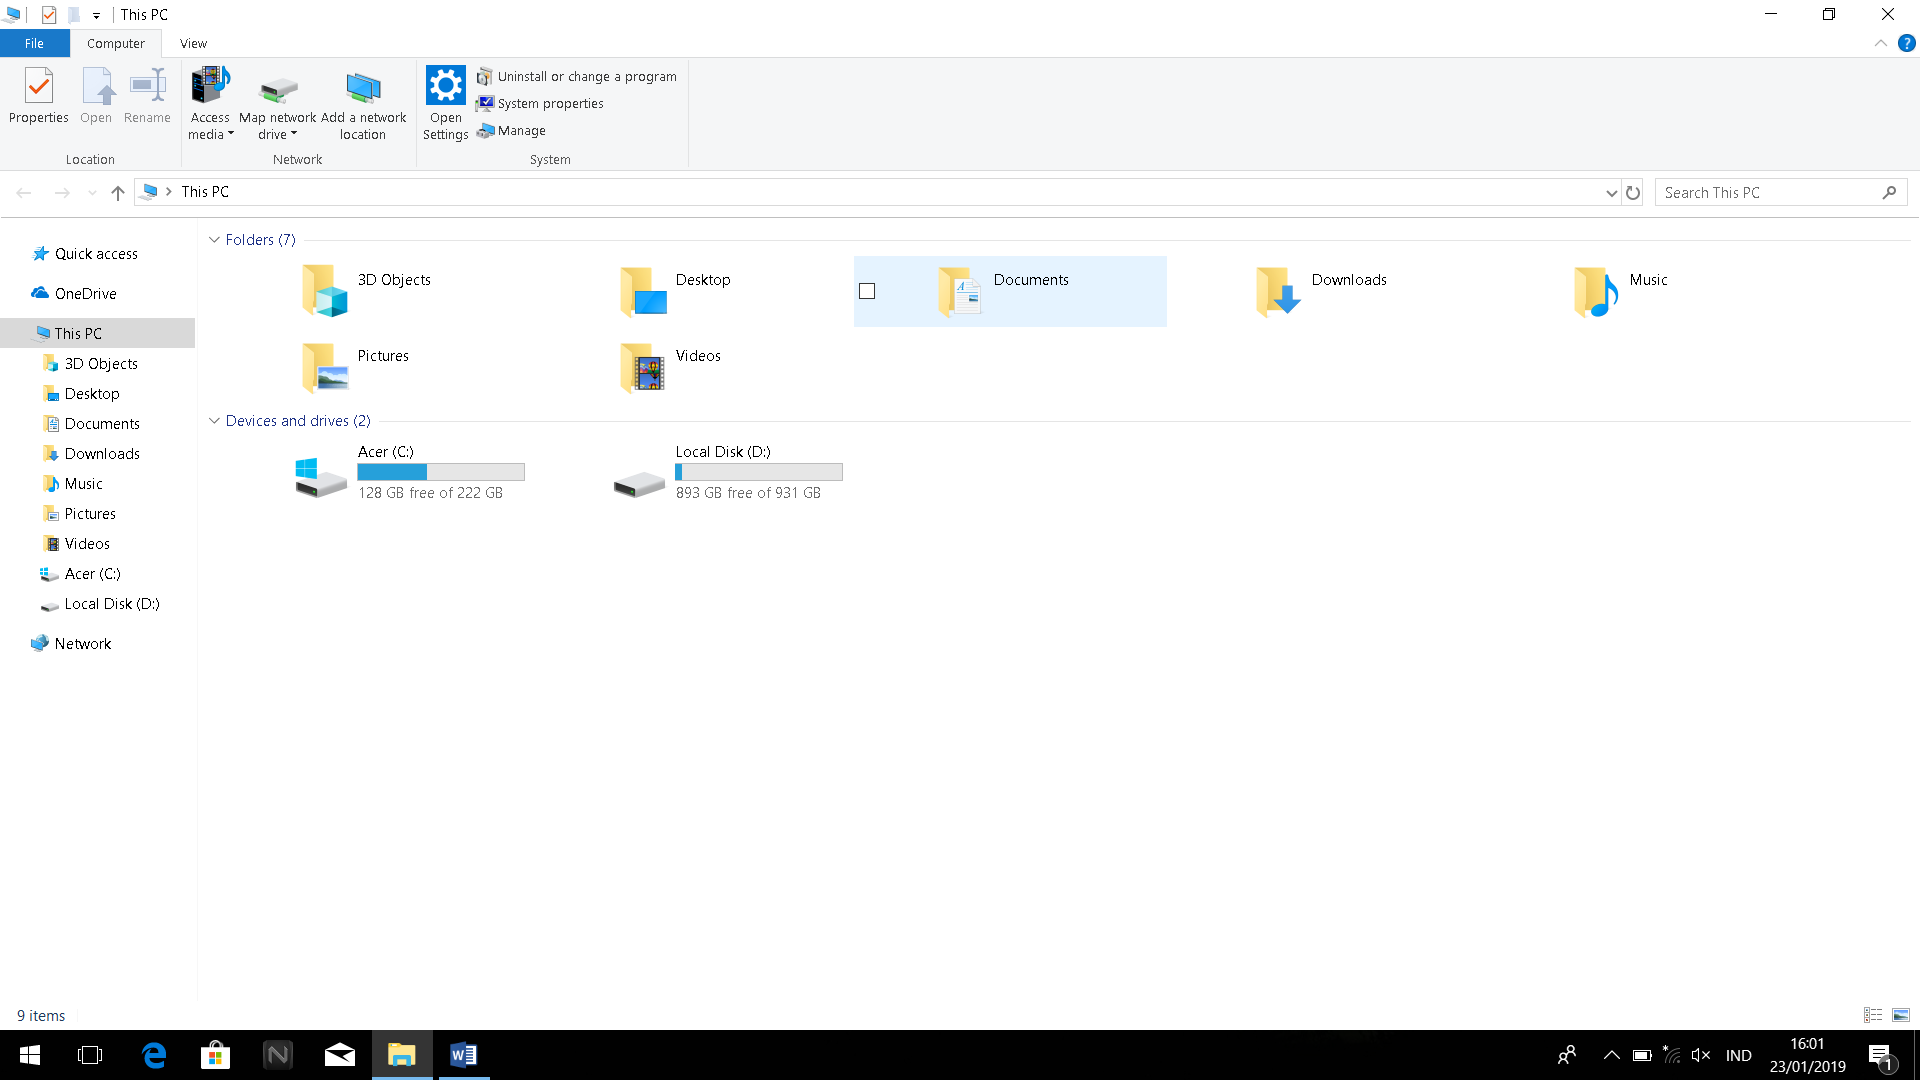 This PC
File
Computer
View
Properties
Open
Rename
Access media
Map network drive
Add a network location
Open Settings
Uninstall or change a program
System properties
Manage
Location
Network
System
This PC
Search This PC
Quick access
OneDrive
This PC
3D Objects
Desktop
Documents
Downloads
Music
Pictures
Videos
Acer (C:)
Local Disk (D:)
Network
Folders (7)
3D Objects
Desktop
Documents
Downloads
Music
Pictures
Videos
Devices and drives (2)
Acer (C:)
128 GB free of 222 GB
Local Disk (D:)
893 GB free of 931 GB
9 items
IND
16:01
23/01/2019
1